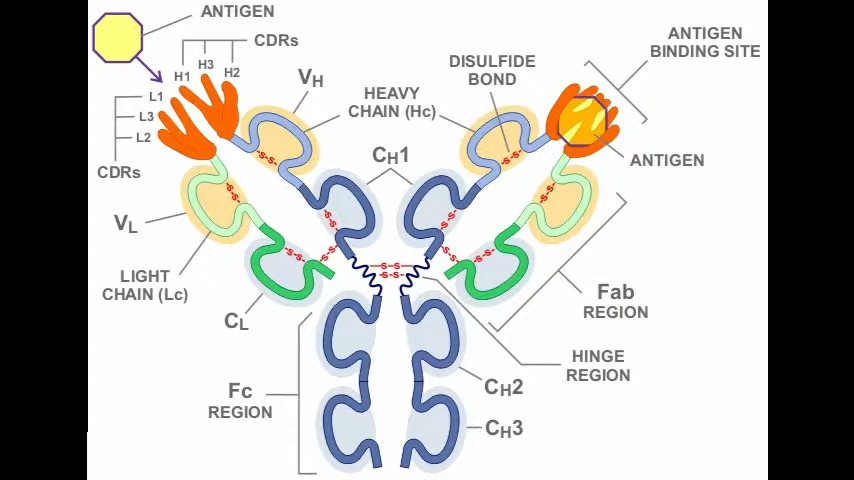 ANTIGEN
CDRs
H3
H1
H2
L1
L3
L2
CDRs
VH
HEAVY
CHAIN (Hc)
DISULFIDE
BOND
ANTIGEN
BINDING SITE
ANTIGEN
CH1
VL
LIGHT
CHAIN (Lc)
CL
S-S
S-S
S-S
S-S
S-S
S-S
S-S
S-S
S-S
S-S
Fab
REGION
HINGE
REGION
Fc
REGION
CH2
CH3